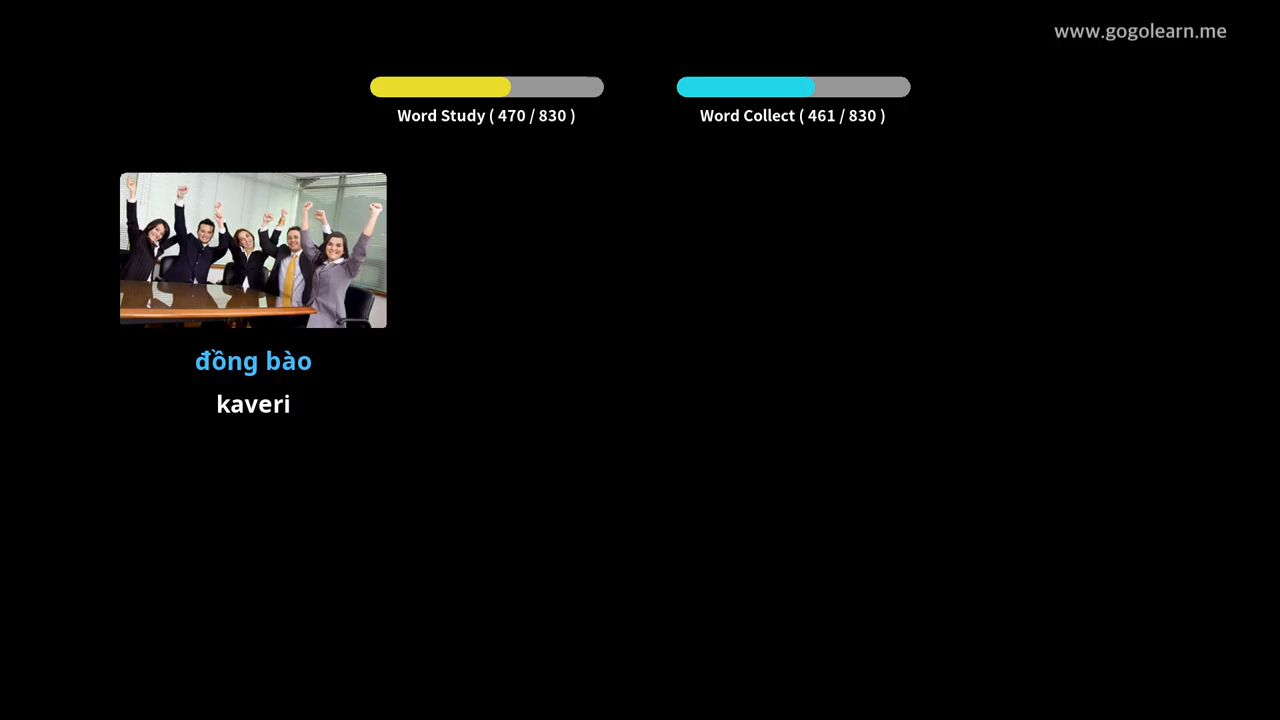 www.gogolearn.me
Word Study ( 470 / 830 )
Word Collect ( 461 / 830 )
đồng bào
kaveri